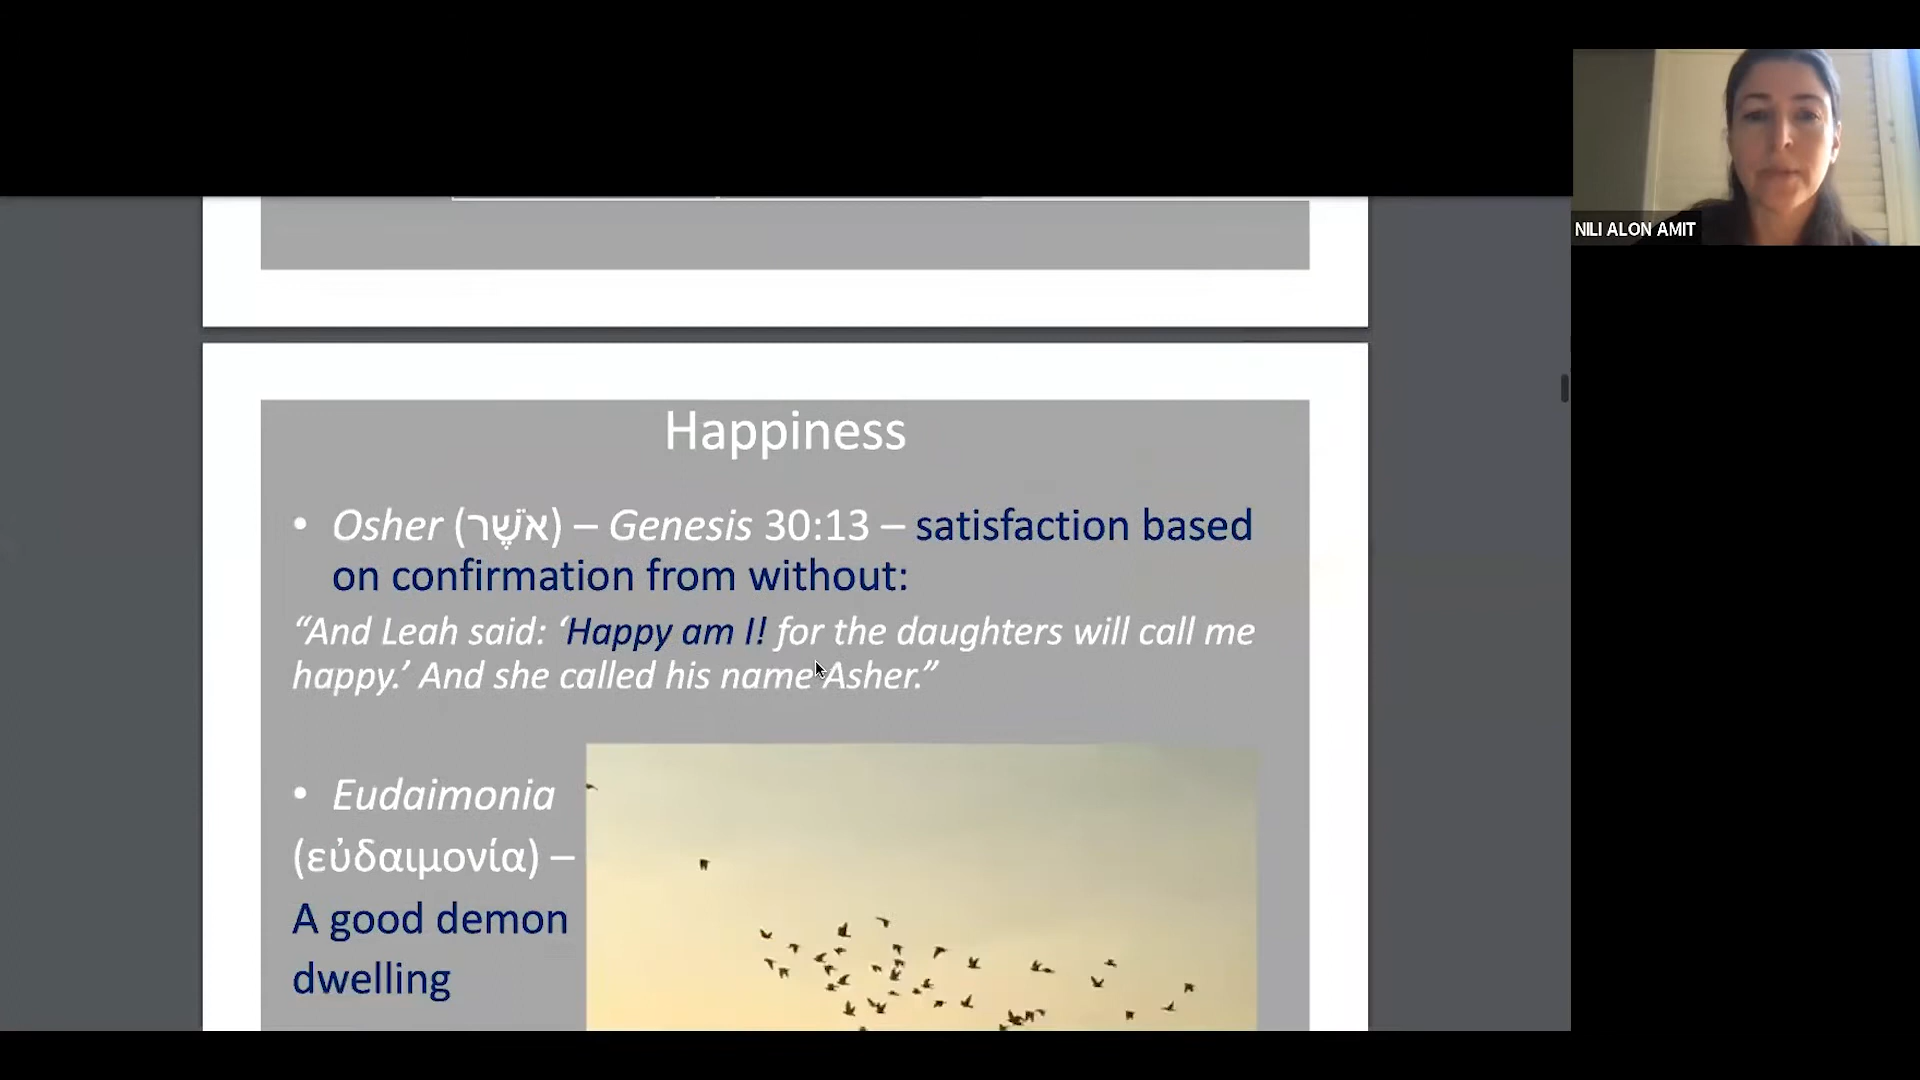 NILI ALON AMIT
Happiness
• Osher (אֹשֶׁר) – Genesis 30:13 – satisfaction based
on confirmation from without:
“And Leah said: ‘Happy am I! for the daughters will call me
happy.’ And she called his name Asher.”
• Eudaimonia
(εὐδαιμονία) –
A good demon
dwelling